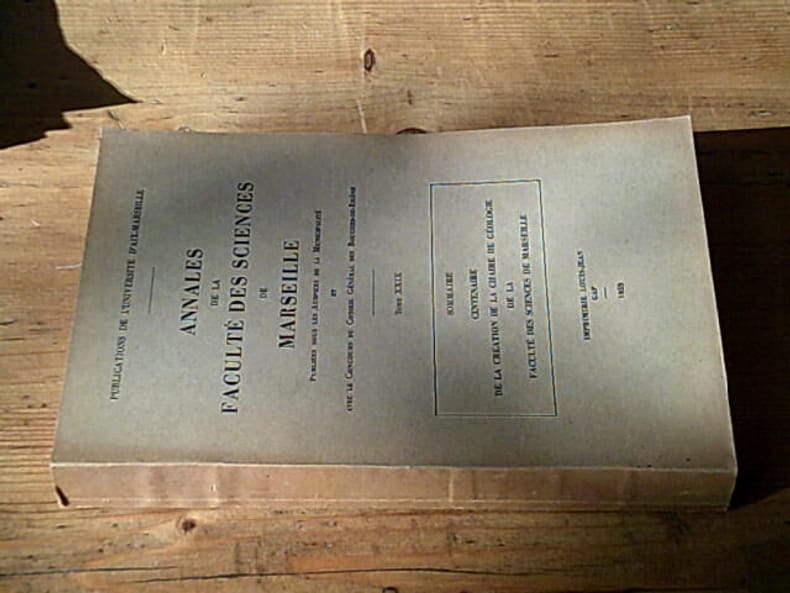 PUBLICATIONS DE L'UNIVERSITÉ D'AIX-MARSEILLE
ANNALES
DE LA
FACULTÉ DES SCIENCES
DE
MARSEILLE
PUBLIÉES SOUS LES AUSPICES DE LA MUNICIPALITÉ
ET
AVEC LE CONCOURS DU CONSEIL GÉNÉRAL DES BOUCHES-DU-RHÔNE
TOME XXIX
SOMMAIRE
CENTENAIRE
DE LA CRÉATION DE LA CHAIRE DE GÉOLOGIE
DE LA
FACULTÉ DES SCIENCES DE MARSEILLE
IMPRIMERIE LOUIS-JEAN
GAP